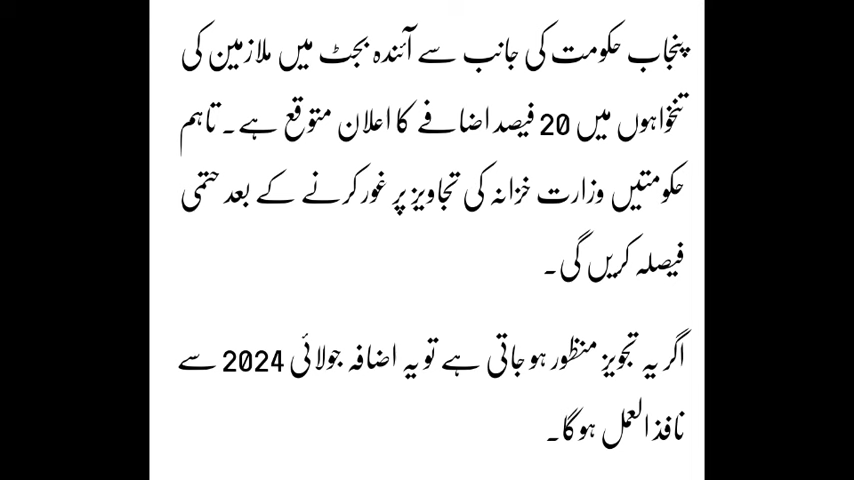 پنجاب حکومت کی جانب سے آئندہ بجٹ میں ملازمین کی
تنخواہوں میں 20 فیصد اضافے کا اعلان متوقع ہے۔ تاہم
حکومتیں وزارت خزانہ کی تجاویز پر غور کرنے کے بعد حتمی
فیصلہ کریں گی۔
اگر یہ تجویز منظور ہو جاتی ہے تو یہ اضافہ جولائی 2024 سے
نافذ العمل ہوگا۔